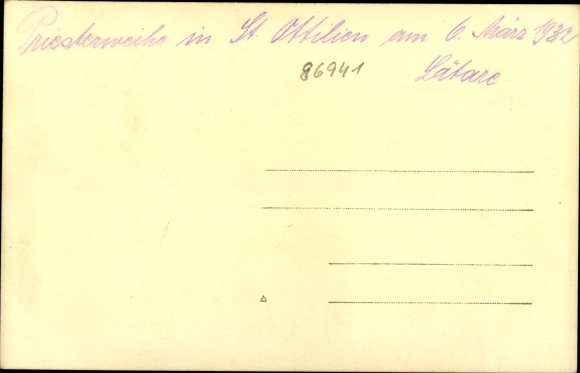 Priesterweihe in St. Ottilien am 6. März 1932
86941 Lätare